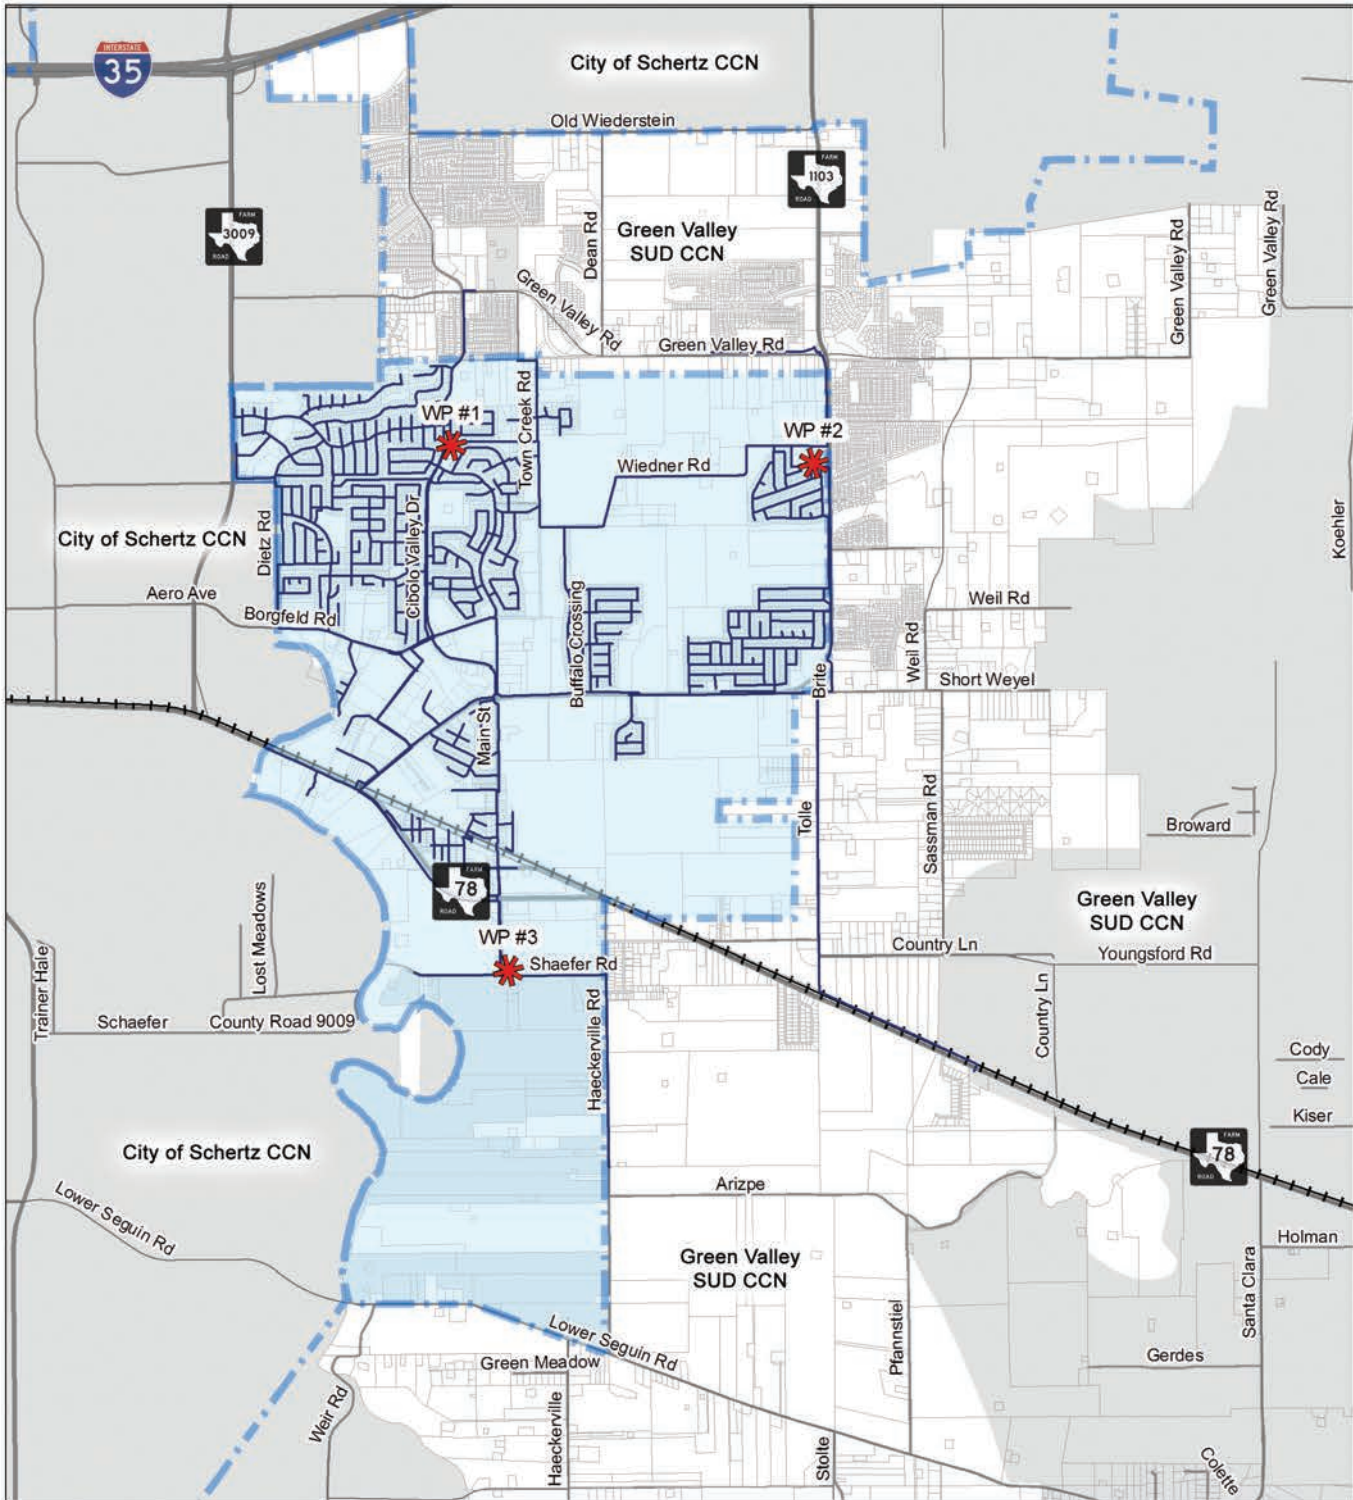 INTERSTATE
35
City of Schertz CCN
Old Wiederstein
FARM
1103
ROAD
FARM
3009
ROAD
Dean Rd
Green Valley
SUD CCN
Green Valley Rd
Green Valley Rd
Green Valley Rd
Green Valley Rd
WP #1
Town Creek Rd
WP #2
Wiedner Rd
City of Schertz CCN
Dietz Rd
Cibolo Valley Dr
Koehler
Aero Ave
Borgfeld Rd
Buffalo Crossing
Weil Rd
Weil Rd
Short Weyel
Brite
Main St
Tolle
Sassman Rd
Broward
FARM
78
ROAD
Lost Meadows
Green Valley
SUD CCN
WP #3
Shaefer Rd
Country Ln
Youngsford Rd
Trainer Hale
Schaefer
County Road 9009
Haeckerville Rd
Country Ln
Cody
Cale
Kiser
City of Schertz CCN
FARM
78
ROAD
Arizpe
Lower Seguin Rd
Green Valley
SUD CCN
Holman
Santa Clara
Pfannstiel
Lower Seguin Rd
Green Meadow
Gerdes
Weir Rd
Haeckerville
Stolte
Colette